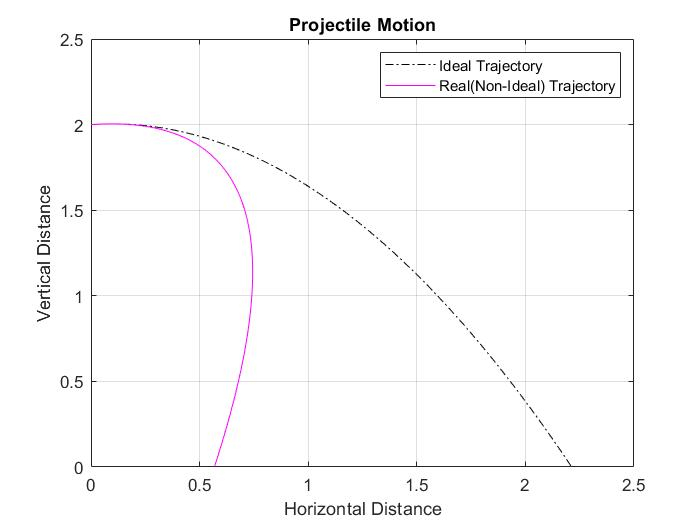 Projectile Motion
Ideal Trajectory
Real(Non-Ideal) Trajectory
2.5
2
1.5
1
0.5
0
Vertical Distance
0
0.5
1
1.5
2
2.5
Horizontal Distance